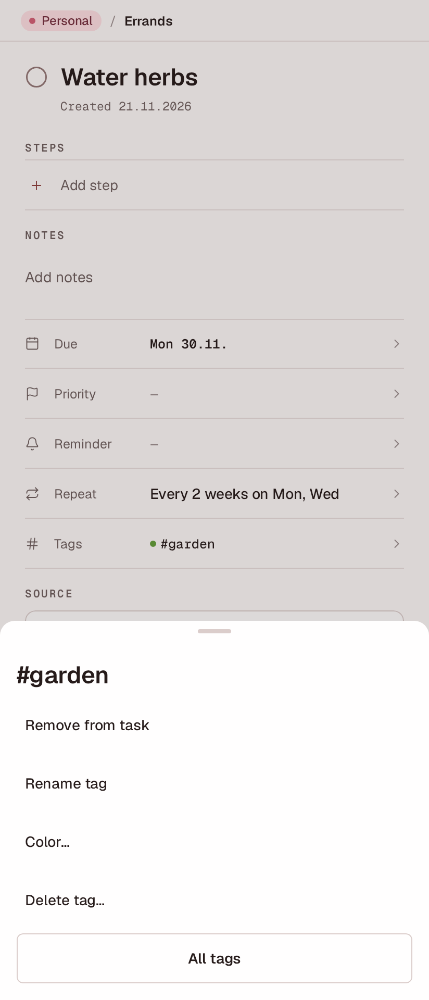 Personal / Errands
Water herbs
Created 21.11.2026
STEPS
+ Add step
NOTES
Add notes
Due Mon 30.11.
Priority –
Reminder –
Repeat Every 2 weeks on Mon, Wed
Tags #garden
SOURCE
#garden
Remove from task
Rename tag
Color…
Delete tag…
All tags